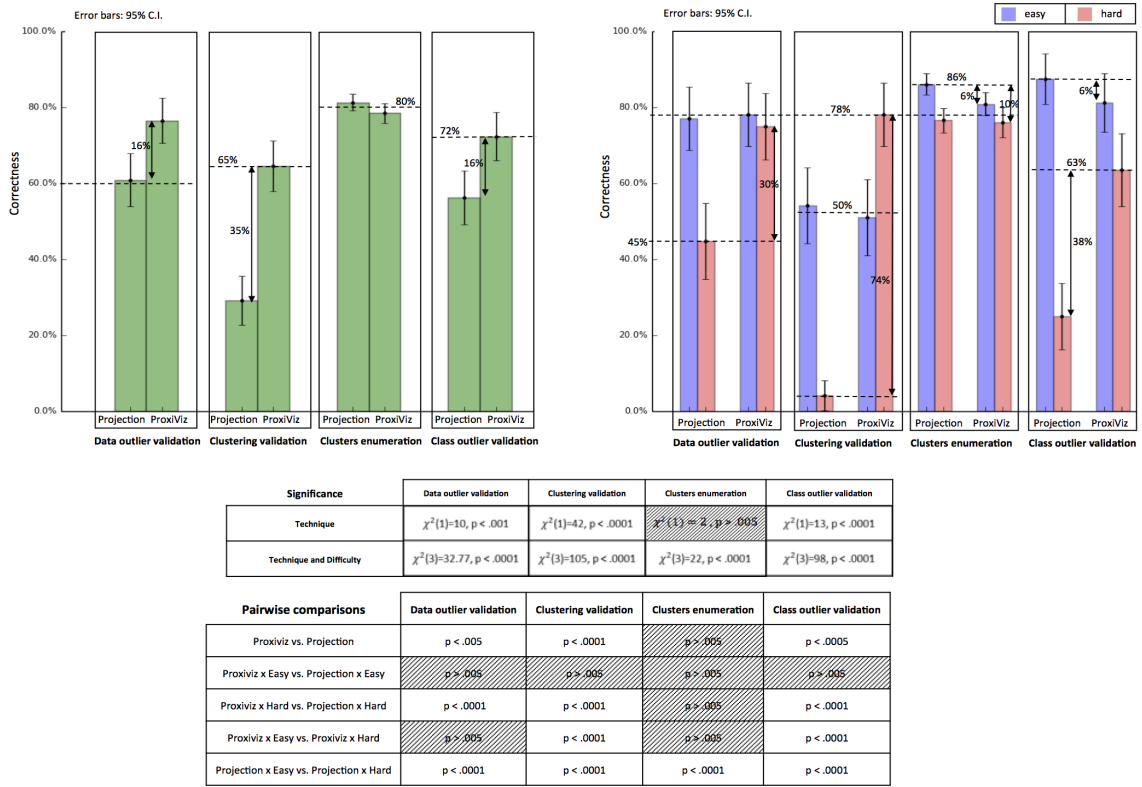 Error bars: 95% C.I.
100.0%
80.0%
60.0%
40.0%
20.0%
0.0%
Correctness
16%
65%
35%
80%
72%
16%
Projection ProxiViz Projection ProxiViz Projection ProxiViz Projection ProxiViz
Data outlier validation Clustering validation Clusters enumeration Class outlier validation
Error bars: 95% C.I.
easy hard
100.0%
80.0%
60.0%
40.0%
20.0%
0.0%
Correctness
45%
30%
78%
50%
74%
86%
6%
10%
6%
63%
38%
Projection ProxiViz Projection ProxiViz Projection ProxiViz Projection ProxiViz
Data outlier validation Clustering validation Clusters enumeration Class outlier validation
Significance Data outlier validation Clustering validation Clusters enumeration Class outlier validation
Technique χ²(1)=10, p < .001 χ²(1)=42, p < .0001 χ²(1) = 2, p > .005 χ²(1)=13, p < .0001
Technique and Difficulty χ²(3)=32.77, p < .0001 χ²(3)=105, p < .0001 χ²(3)=22, p < .0001 χ²(3)=98, p < .0001
Pairwise comparisons Data outlier validation Clustering validation Clusters enumeration Class outlier validation
Proxiviz vs. Projection p < .005 p < .0001 p > .005 p < .0005
Proxiviz x Easy vs. Projection x Easy p > .005 p > .005 p > .005 p > .005
Proxiviz x Hard vs. Projection x Hard p < .0001 p < .0001 p > .005 p < .0001
Proxiviz x Easy vs. Proxiviz x Hard p > .005 p < .0001 p > .005 p < .0001
Projection x Easy vs. Projection x Hard p < .0001 p < .0001 p < .0001 p < .0001